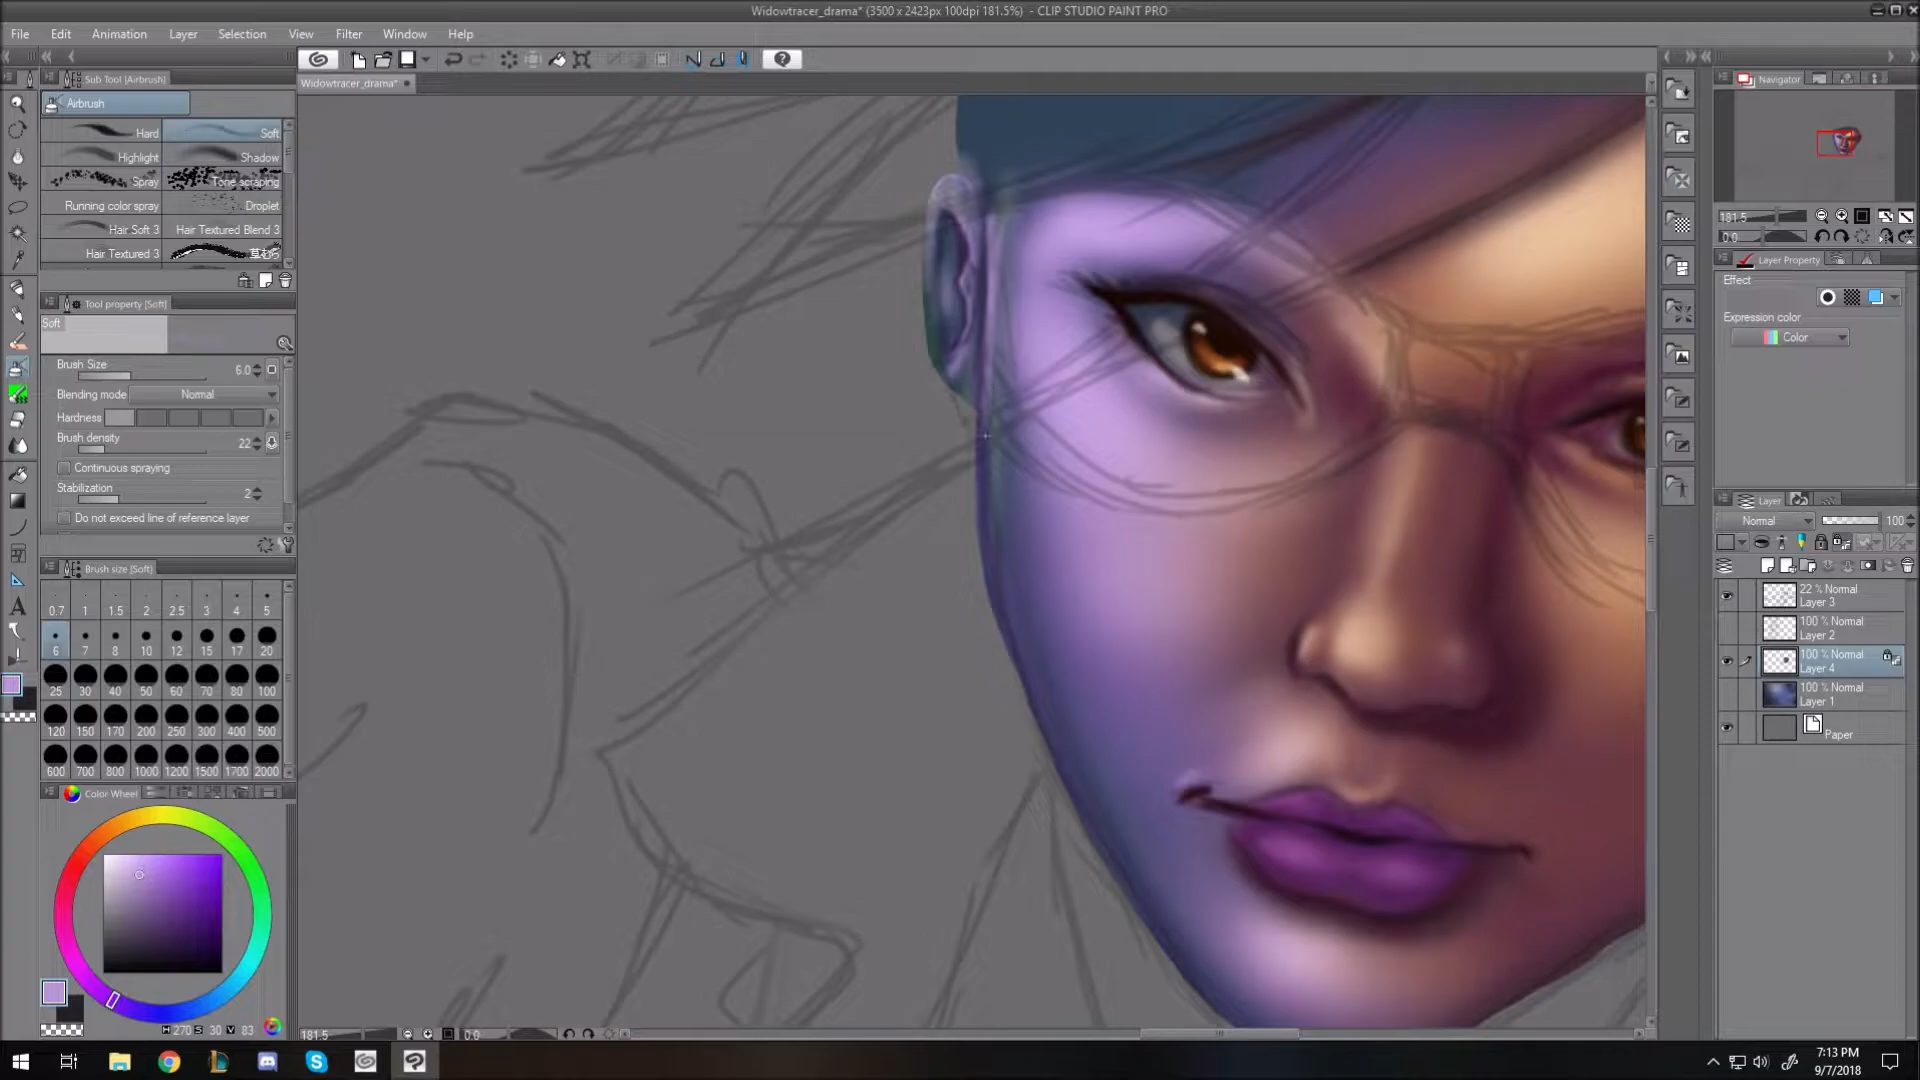 Widowtracer_drama* (3500 x 2423px 100dpi 181.5%) - CLIP STUDIO PAINT PRO
File Edit Animation Layer Selection View Filter Window Help
Sub Tool [Airbrush]
Airbrush
Hard Soft
Highlight Shadow
Spray Tone scraping
Running color spray Droplet
Hair Soft 3 Hair Textured Blend 3
Hair Textured 3
Tool property [Soft]
Soft
Brush Size 6.0
Blending mode Normal
Hardness
Brush density 22
Continuous spraying
Stabilization 2
Do not exceed line of reference layer
Brush size [Soft]
0.7 1 1.5 2 2.5 3 4 5
6 7 8 10 12 15 17 20
25 30 40 50 60 70 80 100
120 150 170 200 250 300 400 500
600 700 800 1000 1200 1500 1700 2000
Color Wheel
H 270 S 30 V 83
Widowtracer_drama*
181.5 0.0
Navigator
181.5
0.0
Layer Property
Effect
Expression color
Color
Layer
Normal 100
22 % Normal
Layer 3
100 % Normal
Layer 2
100 % Normal
Layer 4
100 % Normal
Layer 1
Paper
7:13 PM
9/7/2018